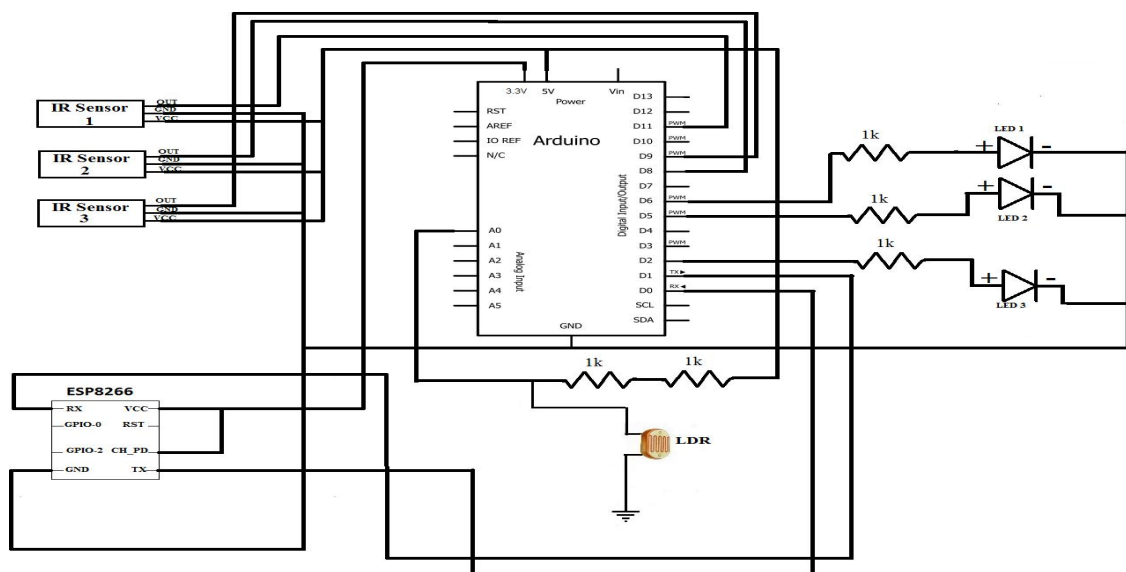 IR Sensor
1
OUT
GND
VCC
IR Sensor
2
OUT
GND
VCC
IR Sensor
3
OUT
GND
VCC
3.3V
5V
Vin
Power
Arduino
RST
AREF
IO REF
N/C
A0
A1
A2
A3
A4
A5
Analog Input
D13
D12
D11
PWM
D10
PWM
D9
PWM
D8
D7
D6
PWM
D5
PWM
D4
D3
PWM
D2
D1
TX
D0
RX
SCL
SDA
Digital Input/Output
GND
1k
+
LED 1
-
1k
+
LED 2
-
1k
+
LED 3
-
1k
1k
LDR
ESP8266
RX
VCC
GPIO-0
RST
GPIO-2
CH_PD
GND
TX